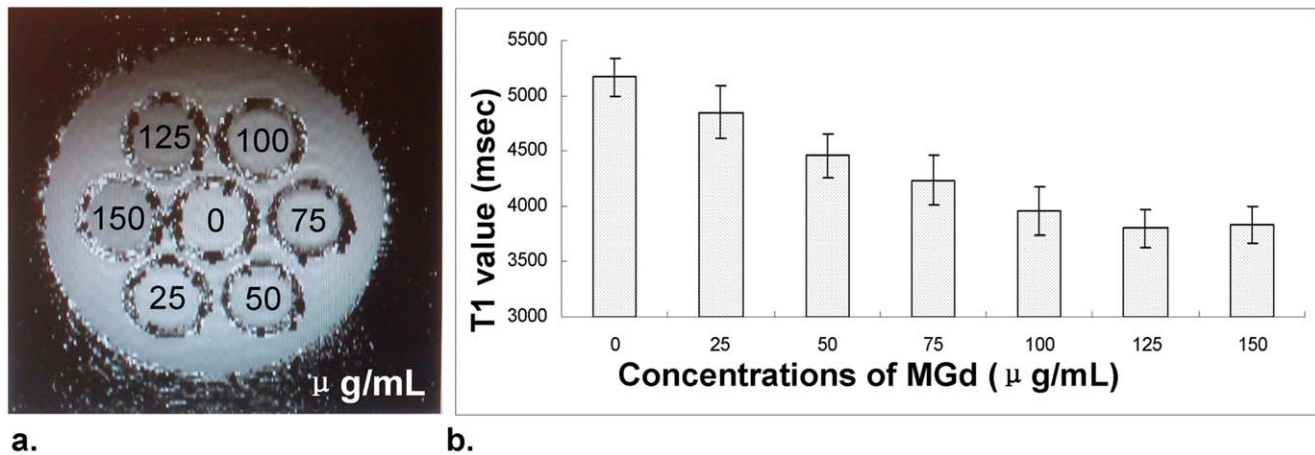 125 100
150 0 75
25 50
μ g/mL
a.
T1 value (msec)
5500
5000
4500
4000
3500
3000
0 25 50 75 100 125 150
Concentrations of MGd ( μ g/mL)
b.